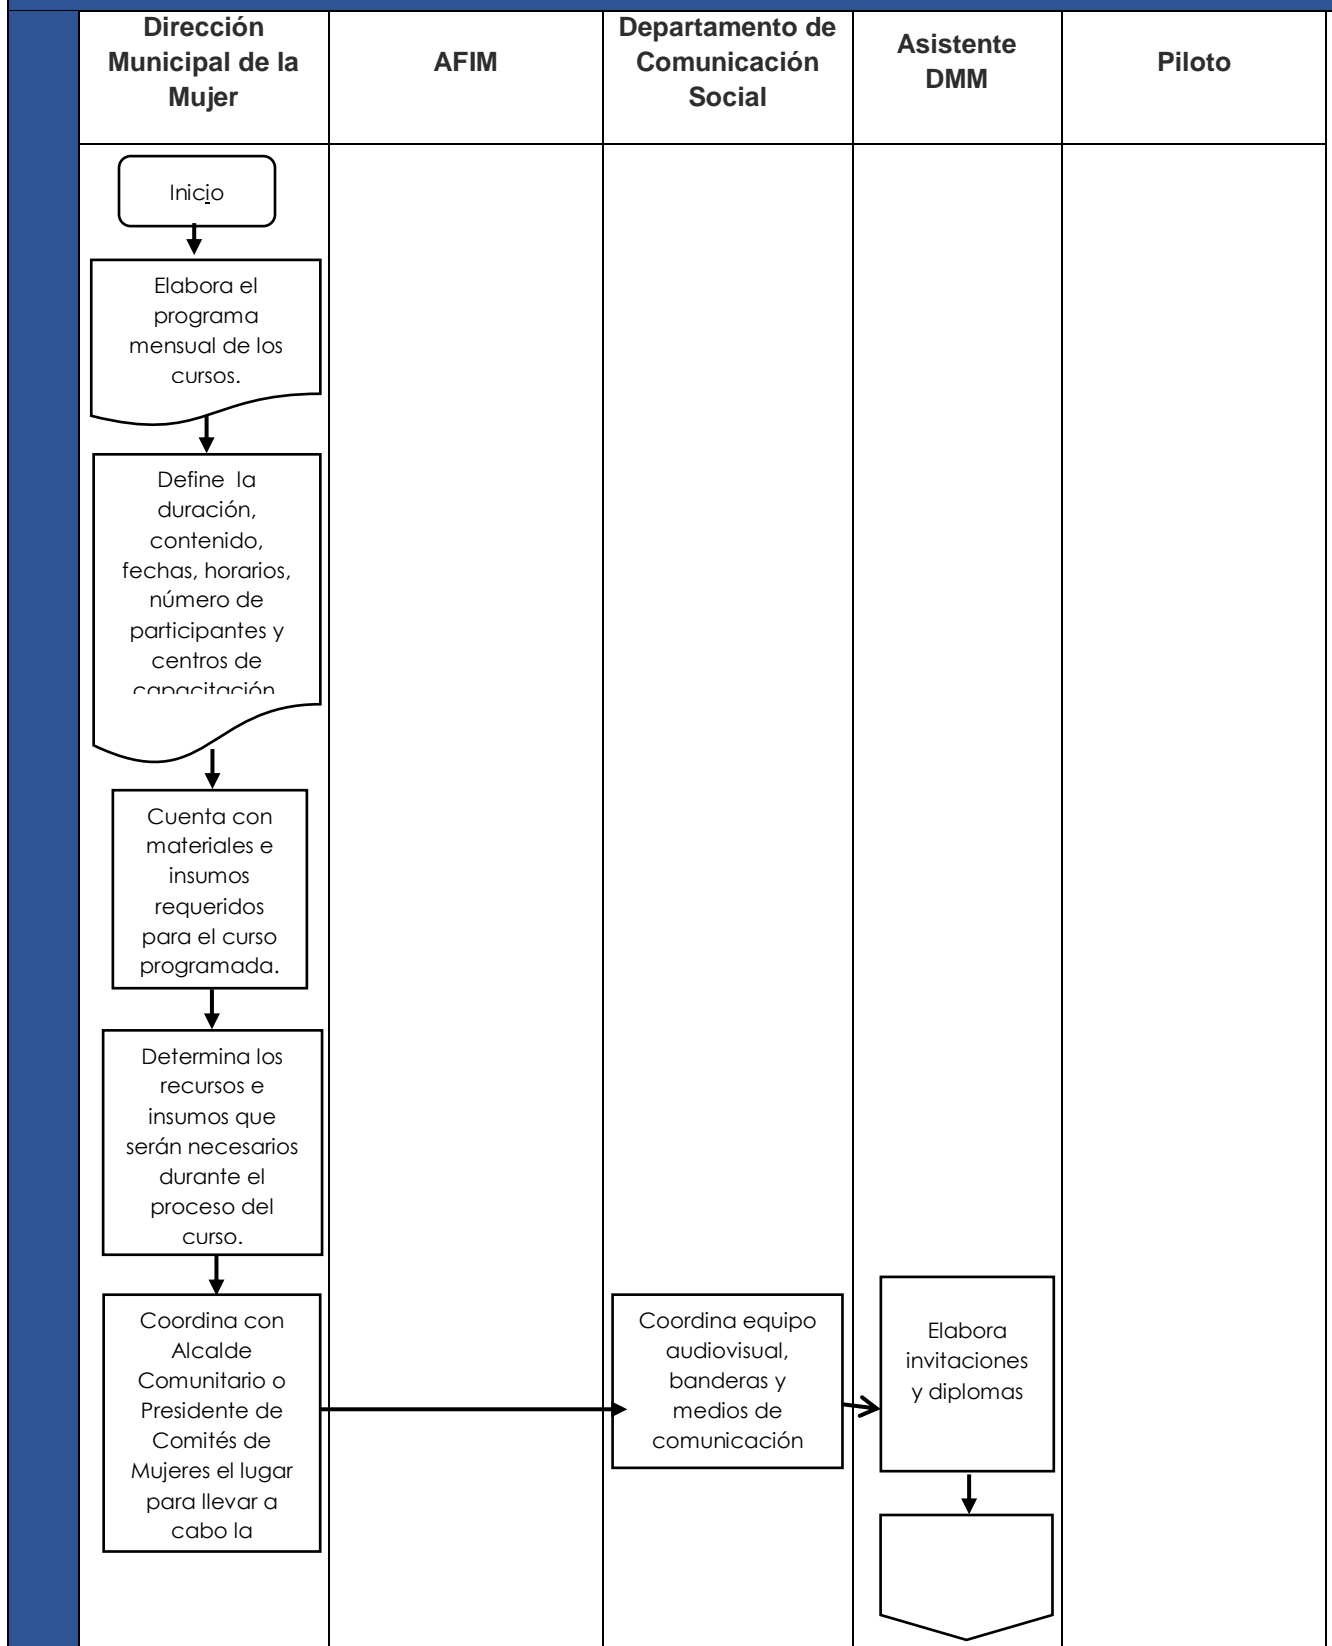 Dirección
Municipal de la
Mujer
AFIM
Departamento de
Comunicación
Social
Asistente
DMM
Piloto
Inicio
Elabora el
programa
mensual de los
cursos.
Define la
duración,
contenido,
fechas, horarios,
número de
participantes y
centros de
capacitación
Cuenta con
materiales e
insumos
requeridos
para el curso
programada.
Determina los
recursos e
insumos que
serán necesarios
durante el
proceso del
curso.
Coordina con
Alcalde
Comunitario o
Presidente de
Comités de
Mujeres el lugar
para llevar a
cabo la
Coordina equipo
audiovisual,
banderas y
medios de
comunicación
Elabora
invitaciones
y diplomas